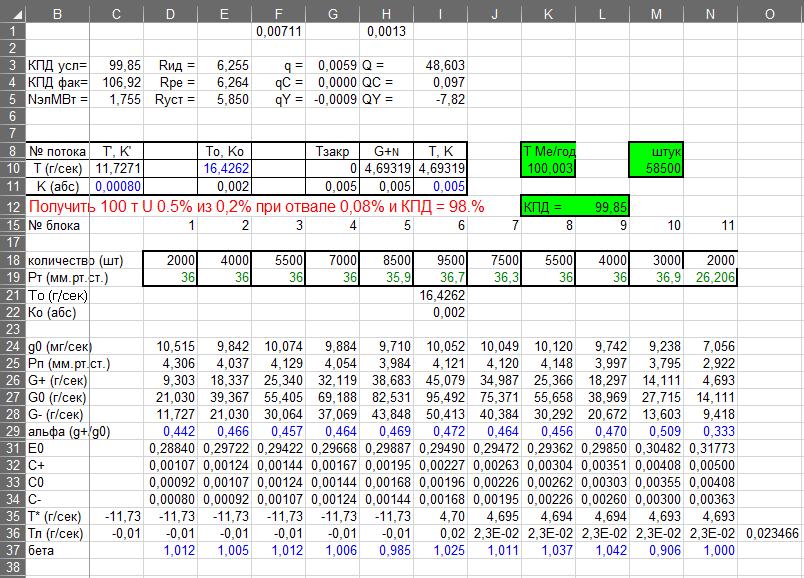 B C D E F G H I J K L M N O
1 0,00711 0,0013
2
3 КПД усл= 99,85 Rид = 6,255 q = 0,0059 Q = 48,603
4 КПД фак= 106,92 Rре = 6,264 qC = 0,0000 QC = 0,097
5 NэлМВт= 1,755 Rуст = 5,850 qY = -0,0009 QY = -7,82
6
7
8 № потока T', K' To, Ko Tзакр G+N T, K Т Ме/год штук
10 T (г/сек) 11,7271 16,4262 0 4,69319 4,69319 100,003 58500
11 K (абс) 0,00080 0,002 0,005 0,005 0,005
12 Получить 100 т U 0.5% из 0,2% при отвале 0,08% и КПД = 98.% КПД = 99,85
15 № блока 1 2 3 4 5 6 7 8 9 10 11
17
18 количество (шт) 2000 4000 5500 7000 8500 9500 7500 5500 4000 3000 2000
19 Рт (мм.рт.ст.) 36 36 36 36 35,9 36,7 36,3 36 36 36,9 26,206
21 To (г/сек) 16,4262
22 Ко (абс) 0,002
23
24 g0 (мг/сек) 10,515 9,842 10,074 9,884 9,710 10,052 10,049 10,120 9,742 9,238 7,056
25 Рп (мм.рт.ст.) 4,306 4,037 4,129 4,054 3,984 4,121 4,120 4,148 3,997 3,795 2,922
26 G+ (г/сек) 9,303 18,337 25,340 32,119 38,683 45,079 34,987 25,366 18,297 14,111 4,693
27 G0 (г/сек) 21,030 39,367 55,405 69,188 82,531 95,492 75,371 55,658 38,969 27,715 14,111
28 G- (г/сек) 11,727 21,030 30,064 37,069 43,848 50,413 40,384 30,292 20,672 13,603 9,418
29 альфа (g+/g0) 0,442 0,466 0,457 0,464 0,469 0,472 0,464 0,456 0,470 0,509 0,333
31 E0 0,28840 0,29722 0,29422 0,29668 0,29887 0,29490 0,29472 0,29362 0,29850 0,30482 0,31773
32 C+ 0,00107 0,00124 0,00144 0,00167 0,00195 0,00227 0,00263 0,00304 0,00351 0,00408 0,00500
33 C0 0,00092 0,00107 0,00124 0,00144 0,00168 0,00196 0,00226 0,00262 0,00303 0,00355 0,00408
34 C- 0,00080 0,00092 0,00107 0,00124 0,00144 0,00168 0,00195 0,00226 0,00260 0,00300 0,00363
35 T* (г/сек) -11,73 -11,73 -11,73 -11,73 -11,73 -11,73 4,70 4,695 4,694 4,694 4,693 4,693
36 Тл (г/сек) -0,01 -0,01 -0,01 -0,01 -0,01 -0,01 0,02 2,3E-02 2,3E-02 2,3E-02 2,3E-02 2,3E-02 0,023466
37 бета 1,012 1,005 1,012 1,006 0,985 1,025 1,011 1,037 1,042 0,906 1,000
38